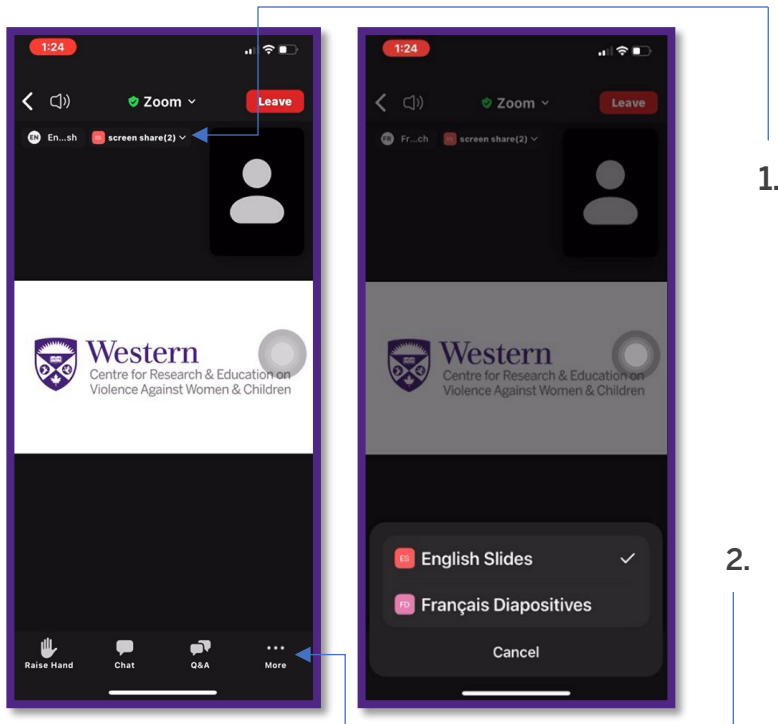 1:24
Zoom
Leave
EN En...sh
ES screen share(2)
Western
Centre for Research & Education on
Violence Against Women & Children
Raise Hand
Chat
Q&A
More
1:24
Zoom
Leave
FR Fr...ch
ES screen share(2)
Western
Centre for Research & Education on
Violence Against Women & Children
ES English Slides
FD Français Diapositives
Cancel
1.
2.